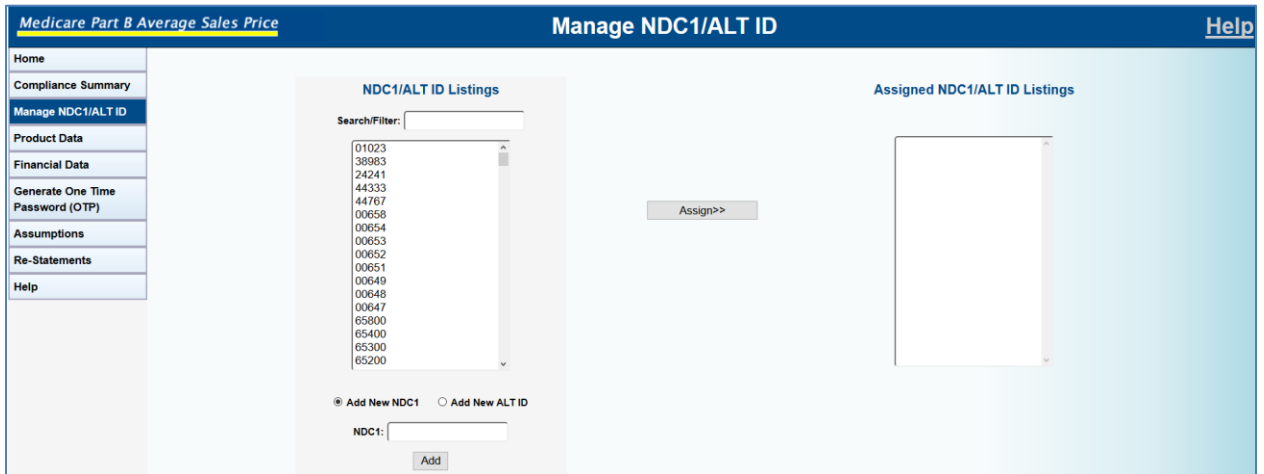 Medicare Part B Average Sales Price
Manage NDC1/ALT ID
Help
Home
Compliance Summary
Manage NDC1/ALT ID
Product Data
Financial Data
Generate One Time
Password (OTP)
Assumptions
Re-Statements
Help
NDC1/ALT ID Listings
Search/Filter:
01023
38983
24241
44333
44767
00658
00654
00653
00652
00651
00649
00648
00647
65800
65400
65300
65200
Add New NDC1 Add New ALT ID
NDC1:
Add
Assign>>
Assigned NDC1/ALT ID Listings